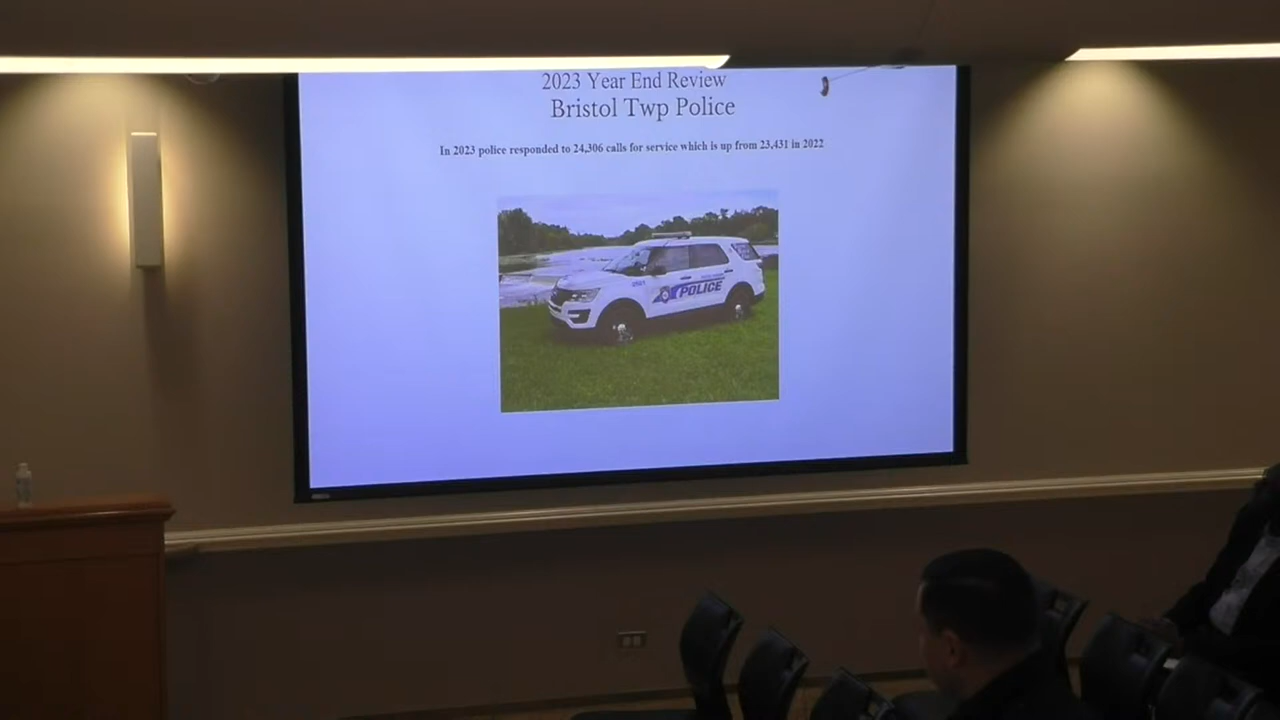 2023 Year End Review
Bristol Twp Police
In 2023 police responded to 24,306 calls for service which is up from 23,431 in 2022
POLICE